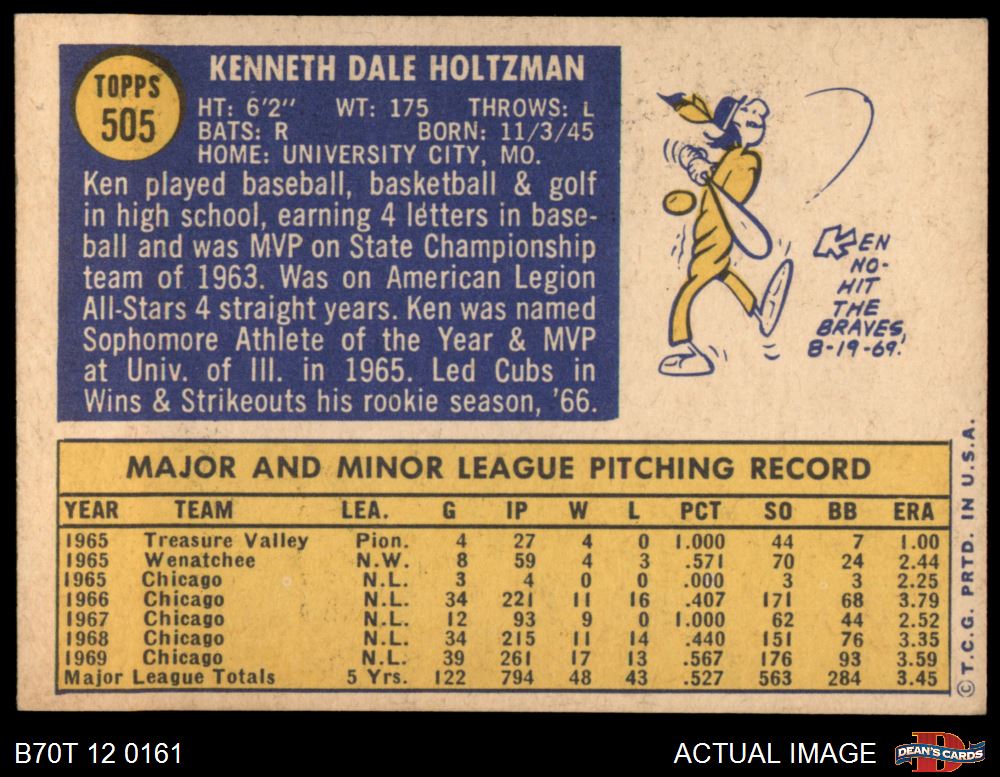 TOPPS
505
KENNETH DALE HOLTZMAN
HT: 6'2" WT: 175 THROWS: L
BATS: R BORN: 11/3/45
HOME: UNIVERSITY CITY, MO.
Ken played baseball, basketball & golf
in high school, earning 4 letters in base-
ball and was MVP on State Championship
team of 1963. Was on American Legion
All-Stars 4 straight years. Ken was named
Sophomore Athlete of the Year & MVP
at Univ. of Ill. in 1965. Led Cubs in
Wins & Strikeouts his rookie season, '66.
KEN
NO-
HIT
THE
BRAVES,
8-19-69.
MAJOR AND MINOR LEAGUE PITCHING RECORD
YEAR TEAM LEA. G IP W L PCT SO BB ERA
1965 Treasure Valley Pion. 4 27 4 0 1.000 44 7 1.00
1965 Wenatchee N.W. 8 59 4 3 .571 70 24 2.44
1965 Chicago N.L. 3 4 0 0 .000 3 3 2.25
1966 Chicago N.L. 34 221 11 16 .407 171 68 3.79
1967 Chicago N.L. 12 93 9 0 1.000 62 44 2.52
1968 Chicago N.L. 34 215 11 14 .440 151 76 3.35
1969 Chicago N.L. 39 261 17 13 .567 176 93 3.59
Major League Totals 5 Yrs. 122 794 48 43 .527 563 284 3.45
© T.C.G. PRTD. IN U.S.A.
B70T 12 0161
ACTUAL IMAGE
D
DEAN'S CARDS